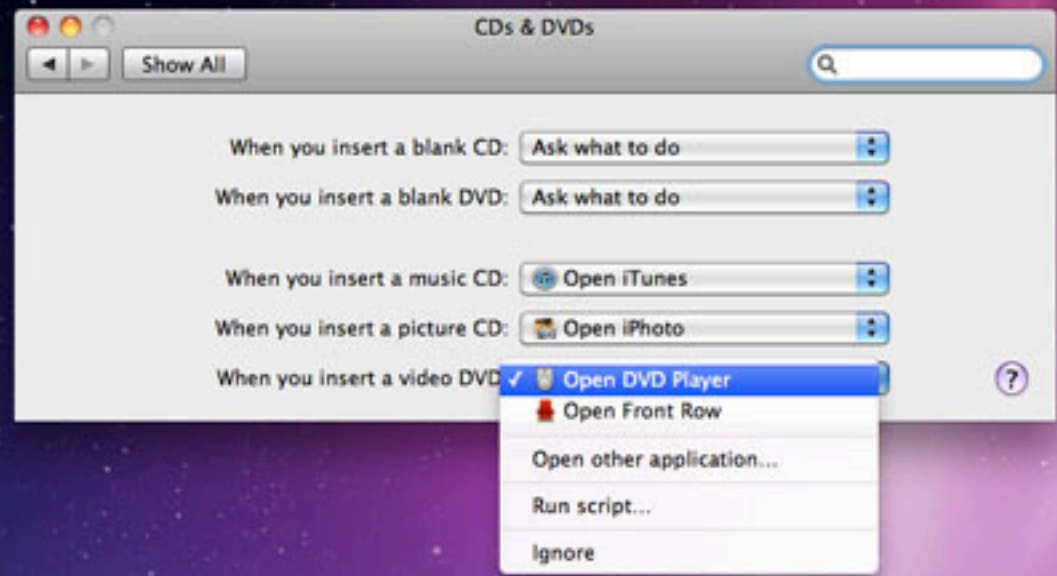 CDs & DVDs
Show All
When you insert a blank CD: Ask what to do
When you insert a blank DVD: Ask what to do
When you insert a music CD: Open iTunes
When you insert a picture CD: Open iPhoto
When you insert a video DVD ✓ Open DVD Player
?
Open Front Row
Open other application...
Run script...
Ignore